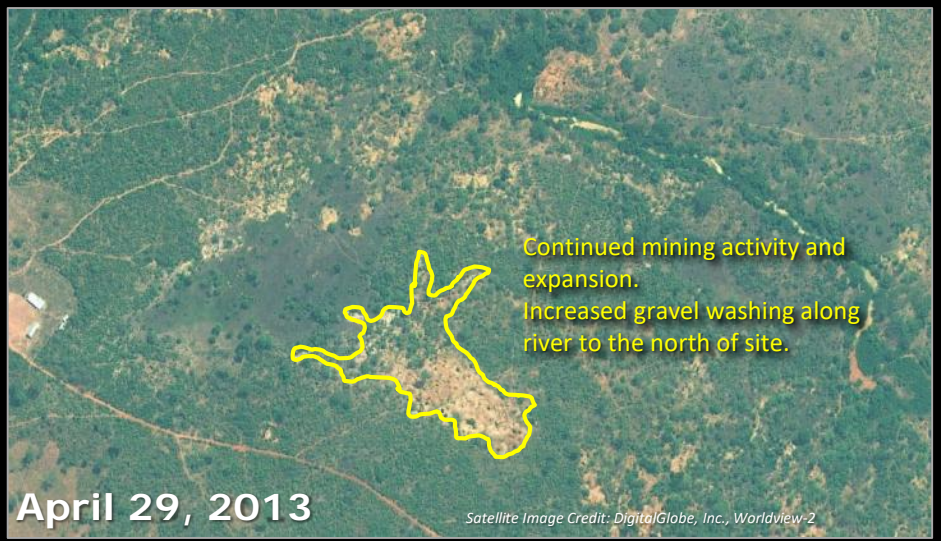 Continued mining activity and
expansion.
Increased gravel washing along
river to the north of site.
April 29, 2013
Satellite Image Credit: DigitalGlobe, Inc., Worldview-2